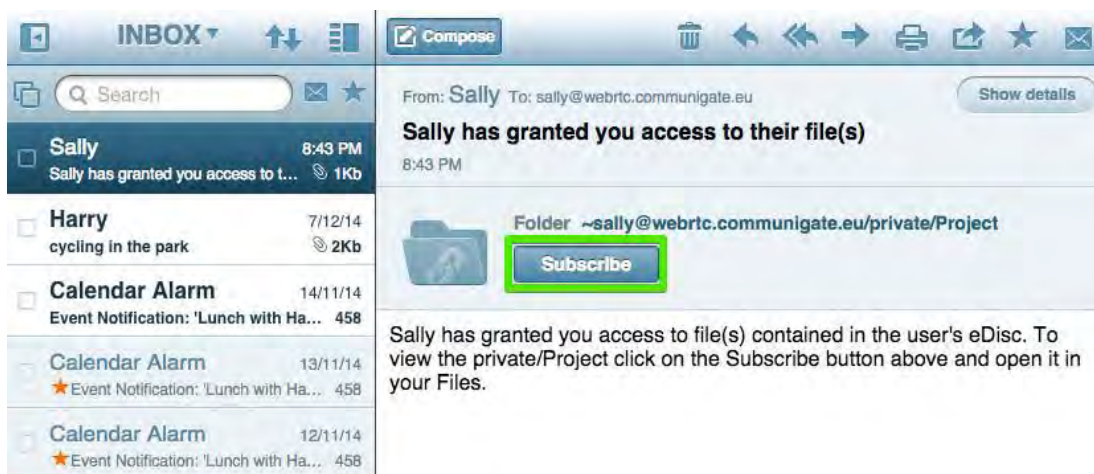 INBOX
Search
Sally 8:43 PM
Sally has granted you access to t... 1Kb
Harry 7/12/14
cycling in the park 2Kb
Calendar Alarm 14/11/14
Event Notification: 'Lunch with Ha... 458
Calendar Alarm 13/11/14
Event Notification: 'Lunch with Ha... 458
Calendar Alarm 12/11/14
Event Notification: 'Lunch with Ha... 458
Compose
From: Sally To: sally@webrtc.communigate.eu Show details
Sally has granted you access to their file(s)
8:43 PM
Folder ~sally@webrtc.communigate.eu/private/Project
Subscribe
Sally has granted you access to file(s) contained in the user's eDisc. To
view the private/Project click on the Subscribe button above and open it in
your Files.